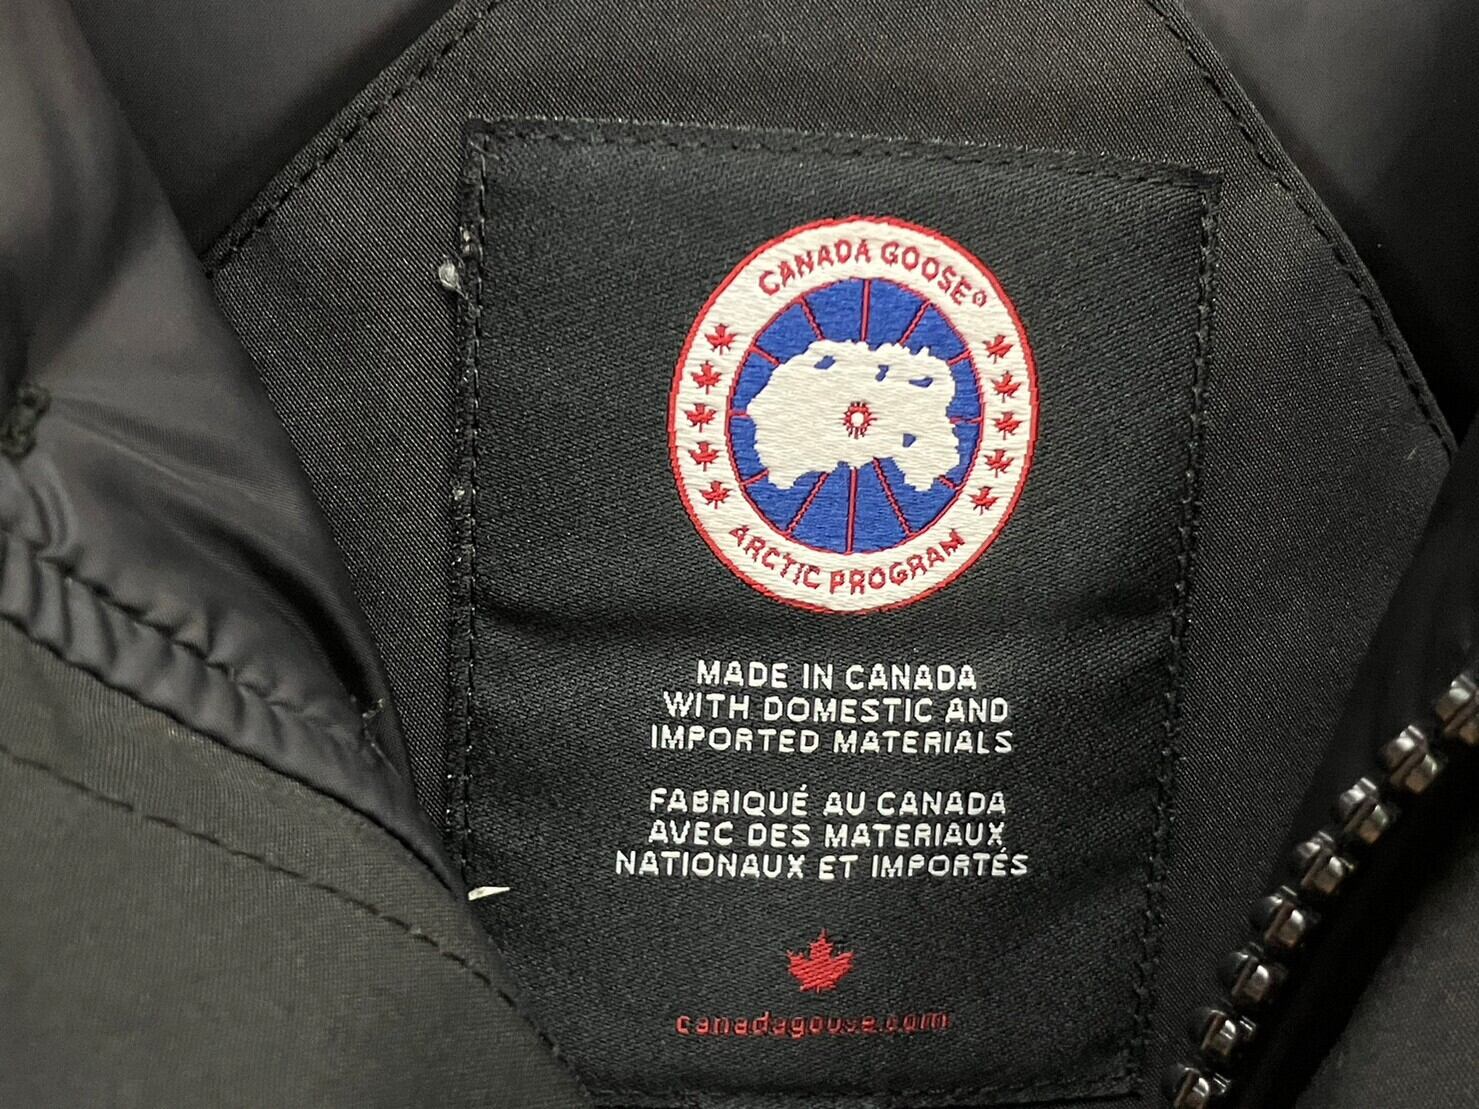 CANADA GOOSE®
ARCTIC PROGRAM
MADE IN CANADA
WITH DOMESTIC AND
IMPORTED MATERIALS
FABRIQUÉ AU CANADA
AVEC DES MATERIAUX
NATIONAUX ET IMPORTÉS
canadagouse.com